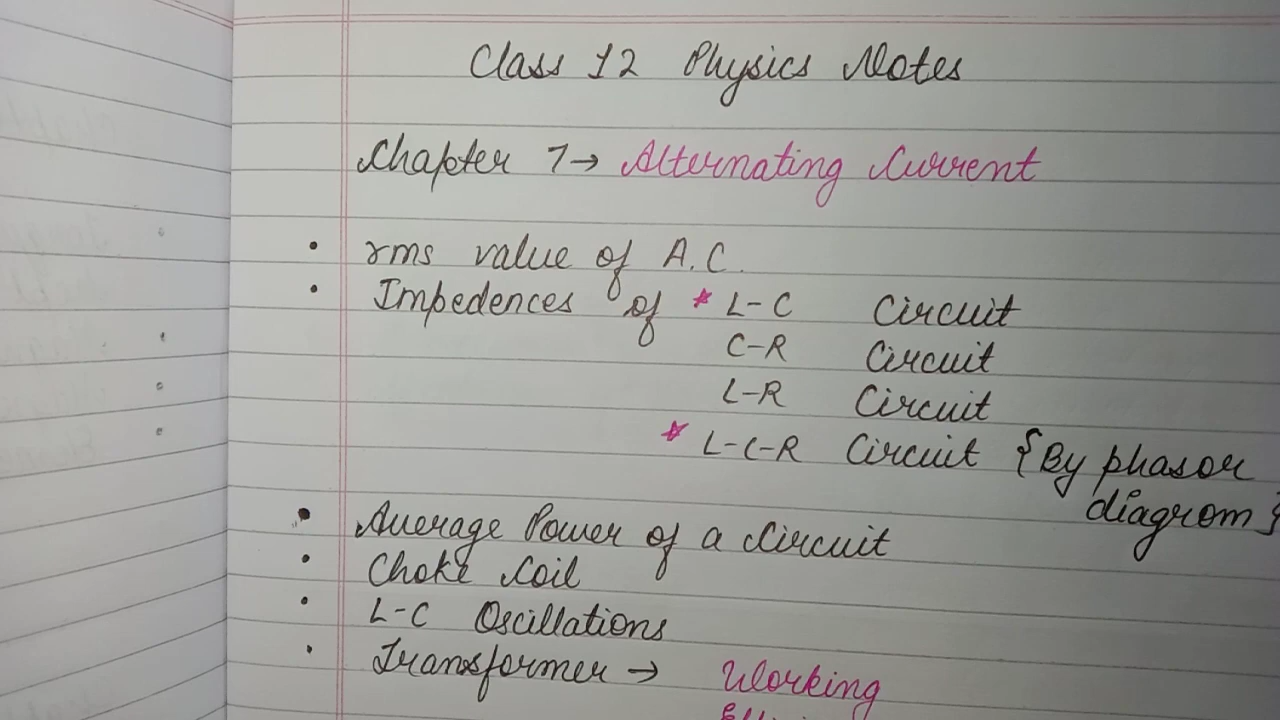 Class 12 Physics Notes
Chapter 7→ Alternating Current
• rms value of A.C.
• Impedences of * L-C Circuit
C-R Circuit
L-R Circuit
* L-C-R Circuit {By phasor
diagrom}
• Average Power of a Circuit
• Choke Coil
• L-C Oscillations
• Transformer → Working